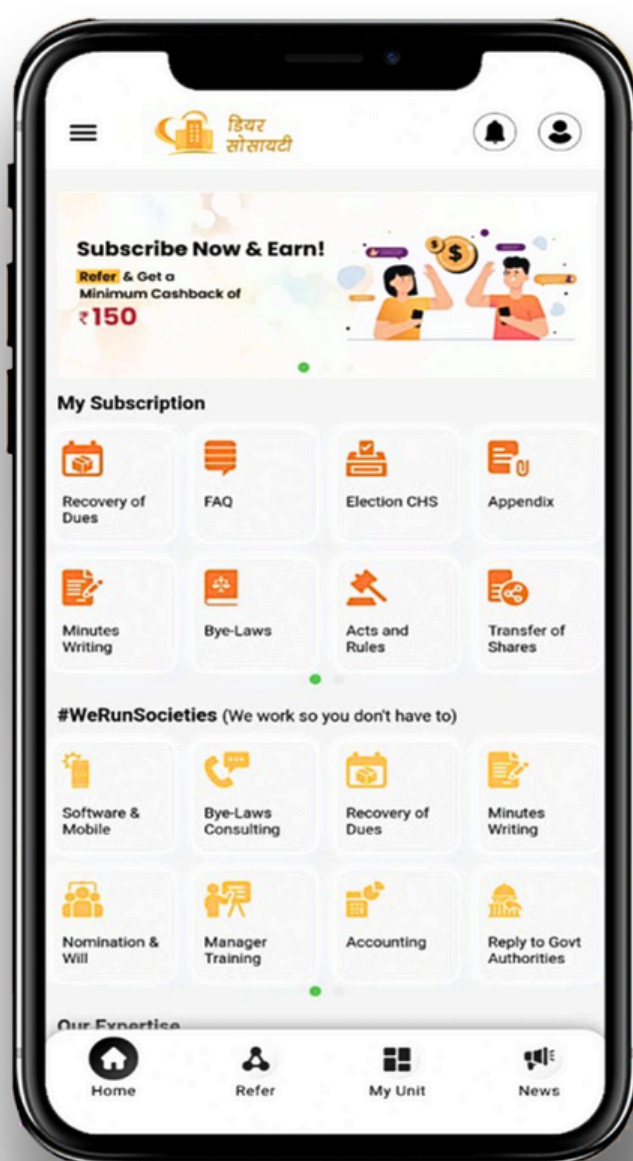 डियर
सोसायटी
Subscribe Now & Earn!
Refer & Get a
Minimum Cashback of
₹150
My Subscription
Recovery of
Dues
FAQ
Election CHS
Appendix
Minutes
Writing
Bye-Laws
Acts and
Rules
Transfer of
Shares
#WeRunSocieties (We work so you don't have to)
Software &
Mobile
Bye-Laws
Consulting
Recovery of
Dues
Minutes
Writing
Nomination &
Will
Manager
Training
Accounting
Reply to Govt
Authorities
Our Expertise
Home
Refer
My Unit
News